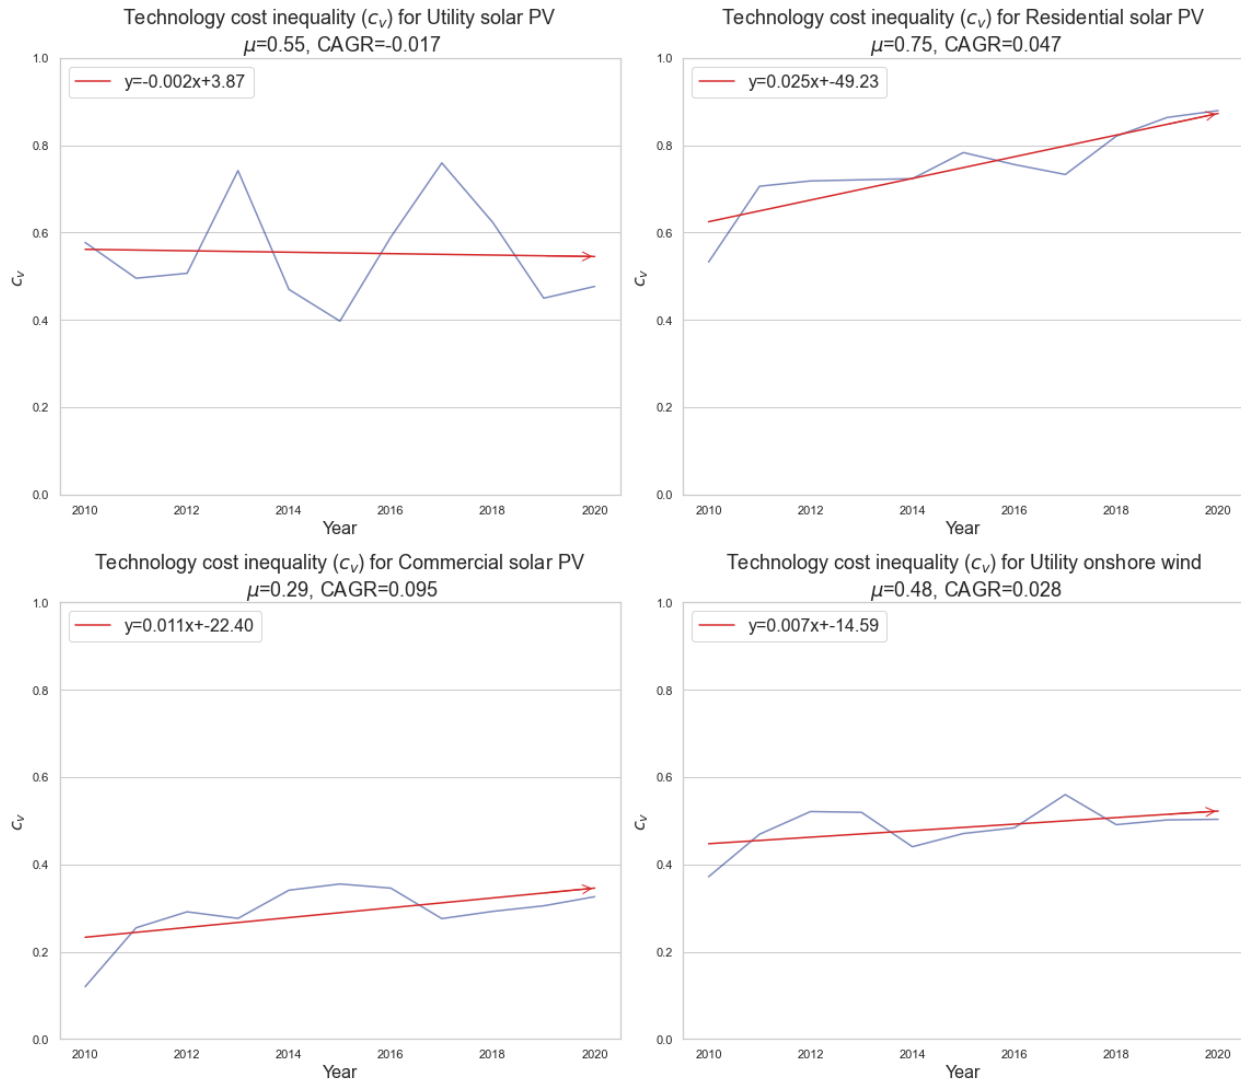 Technology cost inequality (c_v) for Utility solar PV
μ=0.55, CAGR=-0.017
y=-0.002x+3.87
1.0
0.8
0.6
0.4
0.2
0.0
c_v
2010 2012 2014 2016 2018 2020
Year
Technology cost inequality (c_v) for Residential solar PV
μ=0.75, CAGR=0.047
y=0.025x+-49.23
1.0
0.8
0.6
0.4
0.2
0.0
c_v
2010 2012 2014 2016 2018 2020
Year
Technology cost inequality (c_v) for Commercial solar PV
μ=0.29, CAGR=0.095
y=0.011x+-22.40
1.0
0.8
0.6
0.4
0.2
0.0
c_v
2010 2012 2014 2016 2018 2020
Year
Technology cost inequality (c_v) for Utility onshore wind
μ=0.48, CAGR=0.028
y=0.007x+-14.59
1.0
0.8
0.6
0.4
0.2
0.0
c_v
2010 2012 2014 2016 2018 2020
Year